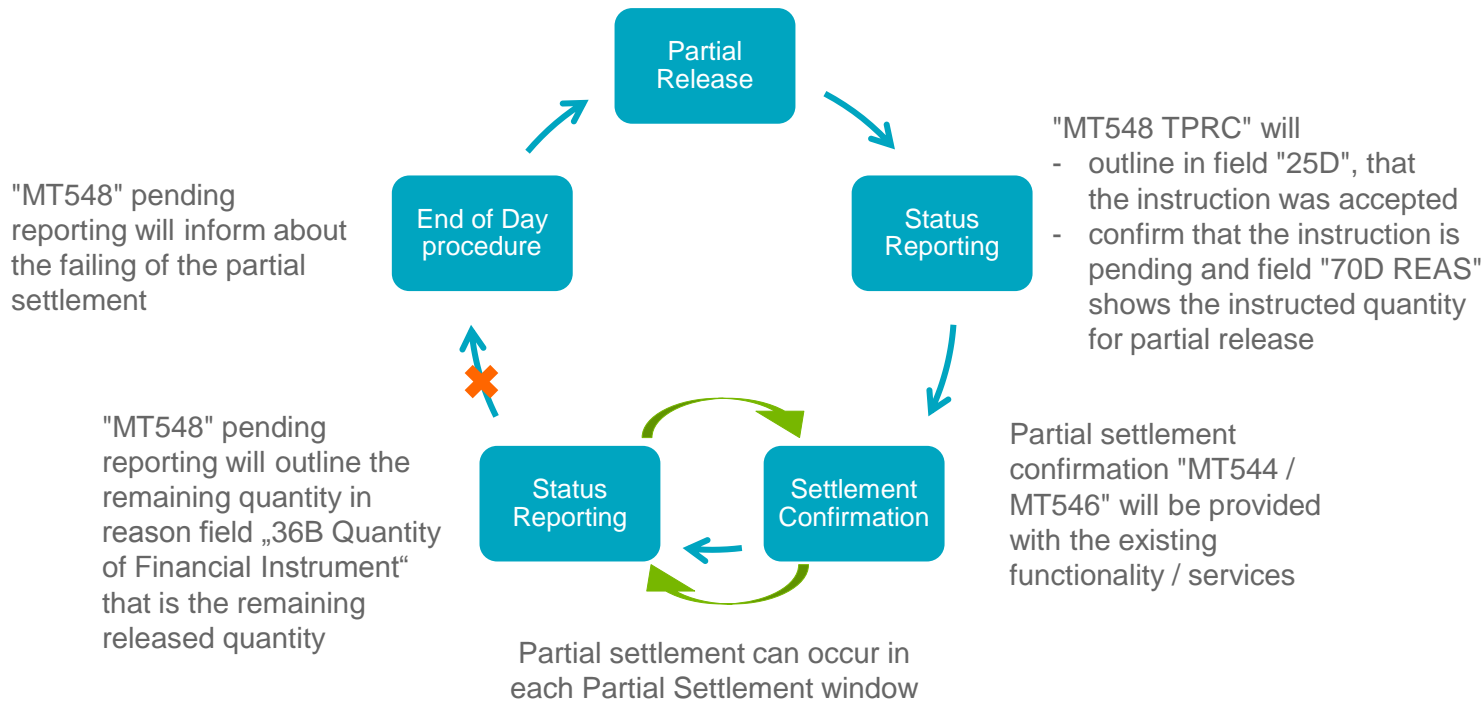 Partial
Release
"MT548 TPRC" will
- outline in field "25D", that
the instruction was accepted
- confirm that the instruction is
pending and field "70D REAS"
shows the instructed quantity
for partial release
Status
Reporting
End of Day
procedure
"MT548" pending
reporting will inform about
the failing of the partial
settlement
"MT548" pending
reporting will outline the
remaining quantity in
reason field „36B Quantity
of Financial Instrument“
that is the remaining
released quantity
Status
Reporting
Settlement
Confirmation
Partial settlement
confirmation "MT544 /
MT546" will be provided
with the existing
functionality / services
Partial settlement can occur in
each Partial Settlement window